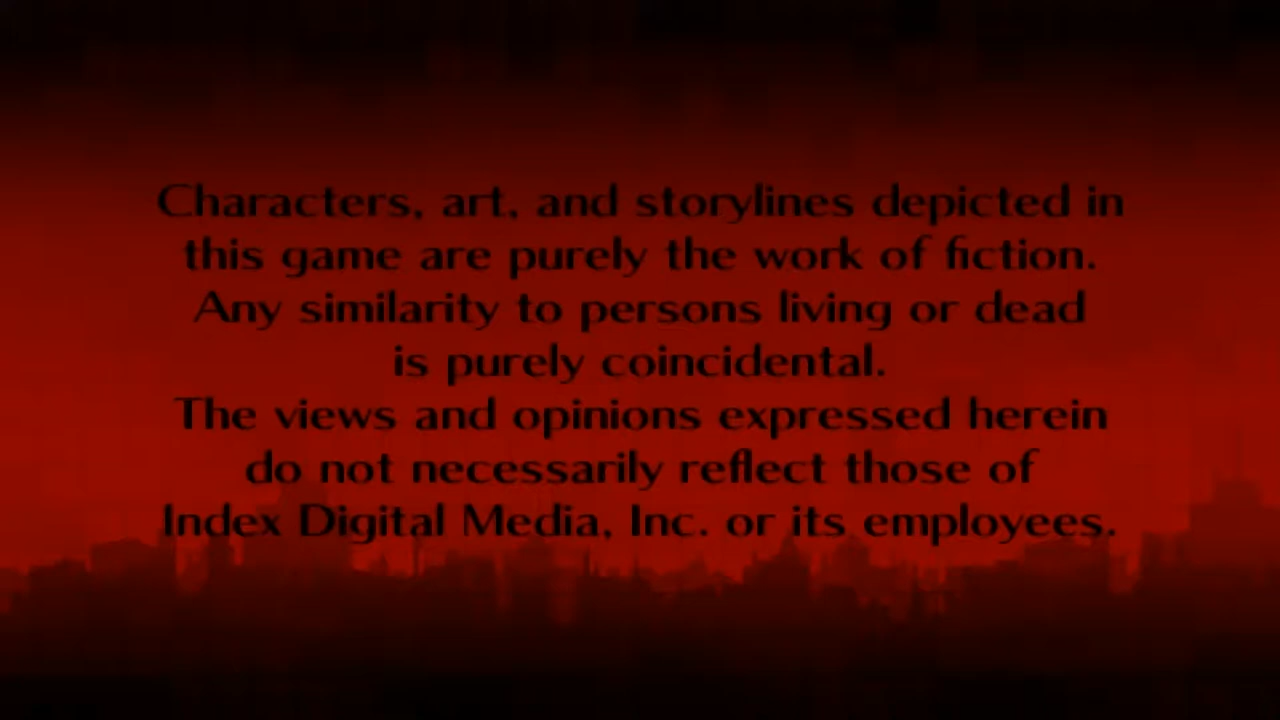 Characters, art, and storylines depicted in
this game are purely the work of fiction.
Any similarity to persons living or dead
is purely coincidental.
The views and opinions expressed herein
do not necessarily reflect those of
Index Digital Media, Inc. or its employees.